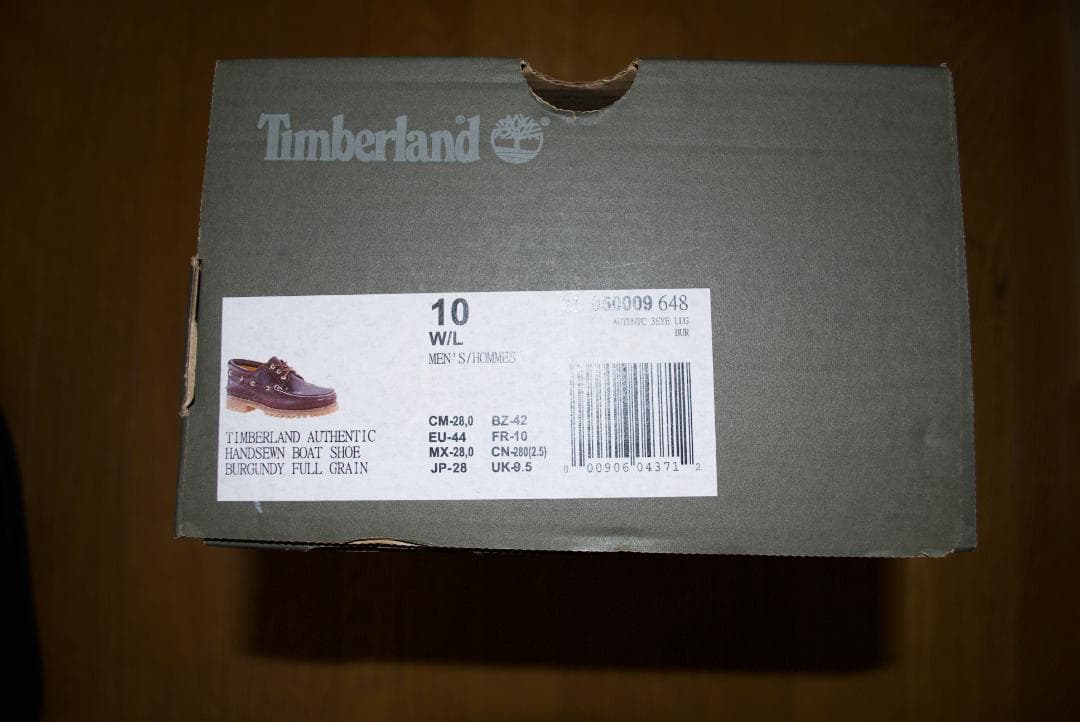 Timberland®
10
W/L
MEN'S/HOMMES
050009 648
AUTHNTC 3EYE LUG
BUR
TIMBERLAND AUTHENTIC
HANDSEWN BOAT SHOE
BURGUNDY FULL GRAIN
CM-28,0 BZ-42
EU-44 FR-10
MX-28,0 CN-280(2.5)
JP-28 UK-9.5
0 00906 04371 2